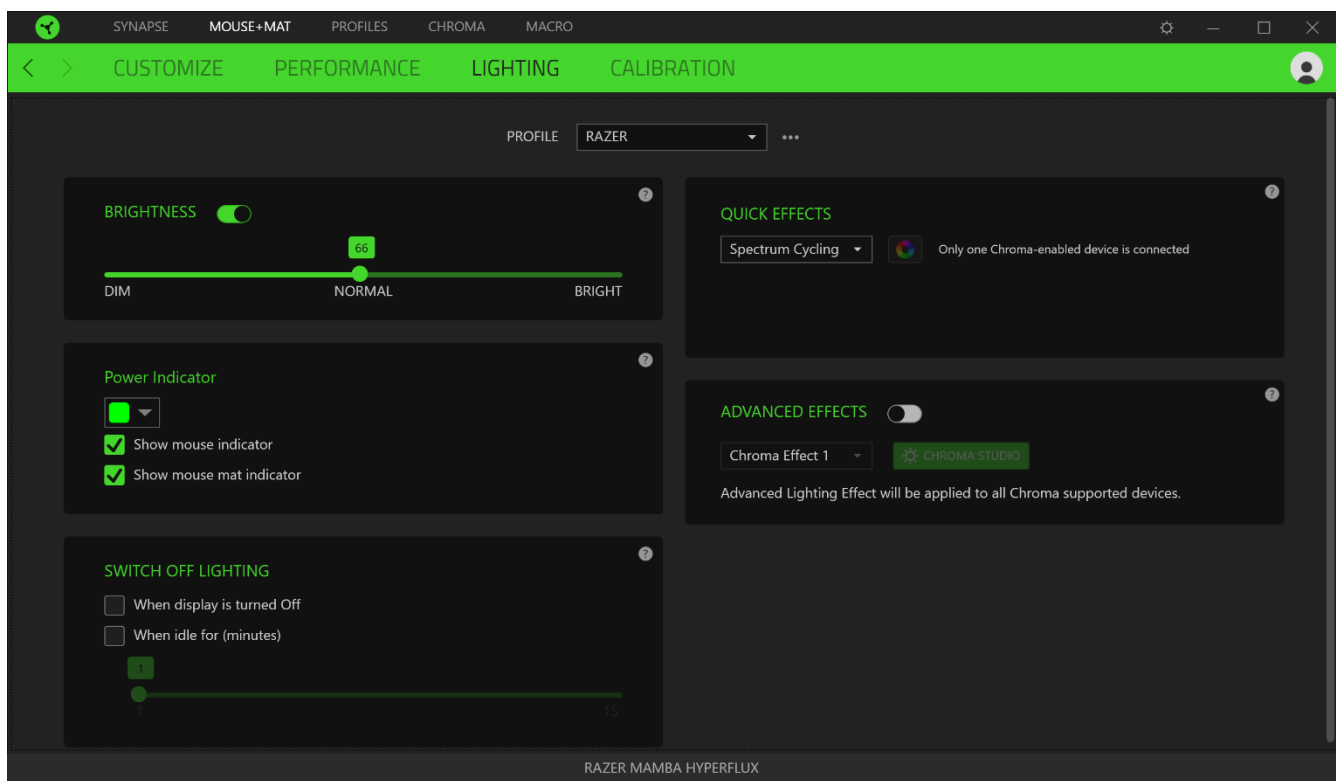 SYNAPSE MOUSE+MAT PROFILES CHROMA MACRO
CUSTOMIZE PERFORMANCE LIGHTING CALIBRATION
PROFILE RAZER
BRIGHTNESS
66
DIM NORMAL BRIGHT
Power Indicator
Show mouse indicator
Show mouse mat indicator
SWITCH OFF LIGHTING
When display is turned Off
When idle for (minutes)
1
1 15
QUICK EFFECTS
Spectrum Cycling Only one Chroma-enabled device is connected
ADVANCED EFFECTS
Chroma Effect 1 CHROMA STUDIO
Advanced Lighting Effect will be applied to all Chroma supported devices.
RAZER MAMBA HYPERFLUX